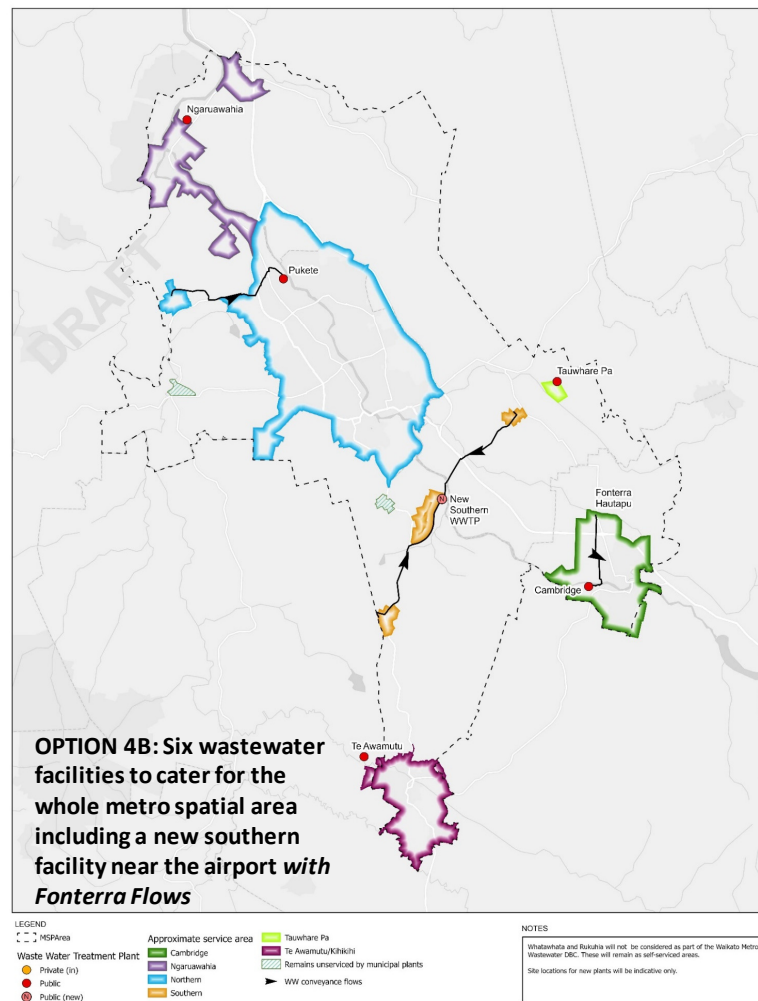 Ngaruawahia
Pukete
DRAFT
Tauwhare Pa
Fonterra
Hautapu
N
New
Southern
WWTP
Cambridge
Te Awamutu
OPTION 4B: Six wastewater
facilities to cater for the
whole metro spatial area
including a new southern
facility near the airport with
Fonterra Flows
LEGEND
MSPArea
Waste Water Treatment Plant
Private (in)
Public
N Public (new)
Approximate service area
Cambridge
Ngaruawahia
Northern
Southern
Tauwhare Pa
Te Awamutu/Kihikihi
Remains unserviced by municipal plants
WW conveyance flows
NOTES
Whatawhata and Rukuhia will not be considered as part of the Waikato Metro
Wastewater DBC. These will remain as self-serviced areas.
Site locations for new plants will be indicative only.